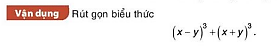 Vận dụng Rút gọn biểu thức
(x − y)³ + (x + y)³.